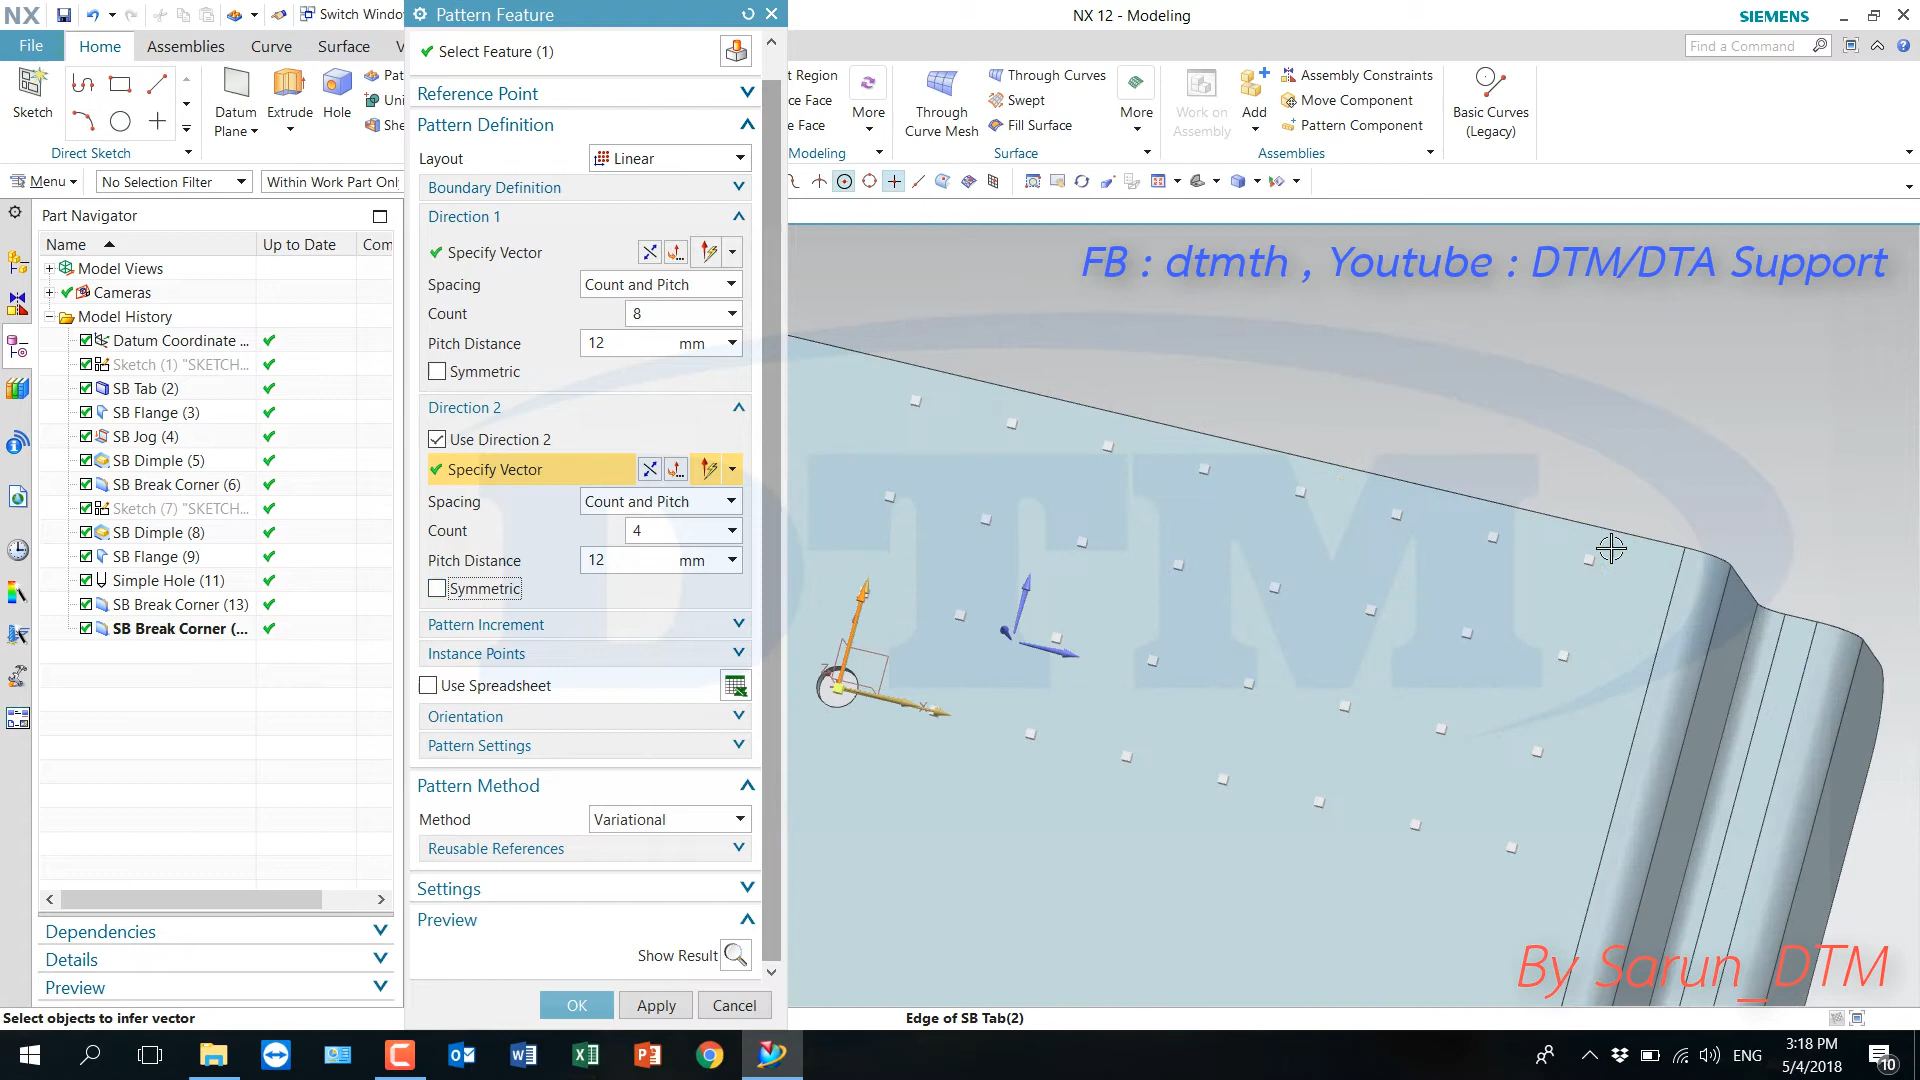 NX
Switch Windo
Pattern Feature
NX 12 - Modeling
SIEMENS
File
Home
Assemblies
Curve
Surface
V
Find a Command
Select Feature (1)
Sketch
Datum
Plane
Extrude
Hole
Pat
Uni
She
Direct Sketch
t Region
ce Face
e Face
More
Modeling
Through
Curve Mesh
Through Curves
Swept
Fill Surface
More
Surface
Work on
Assembly
Add
Assembly Constraints
Move Component
Pattern Component
Assemblies
Basic Curves
(Legacy)
Reference Point
Pattern Definition
Layout
Linear
Menu
No Selection Filter
Within Work Part Only
Boundary Definition
Direction 1
Specify Vector
Spacing
Count and Pitch
Count
8
Pitch Distance
12
mm
Symmetric
Direction 2
Use Direction 2
Specify Vector
Spacing
Count and Pitch
Count
4
Pitch Distance
12
mm
Symmetric
Pattern Increment
Instance Points
Use Spreadsheet
Orientation
Pattern Settings
Pattern Method
Method
Variational
Reusable References
Settings
Preview
Show Result
OK
Apply
Cancel
Part Navigator
Name
Up to Date
Com
Model Views
Cameras
Model History
Datum Coordinate ...
Sketch (1) "SKETCH...
SB Tab (2)
SB Flange (3)
SB Jog (4)
SB Dimple (5)
SB Break Corner (6)
Sketch (7) "SKETCH...
SB Dimple (8)
SB Flange (9)
Simple Hole (11)
SB Break Corner (13)
SB Break Corner (...
Dependencies
Details
Preview
FB : dtmth , Youtube : DTM/DTA Support
DTM
By Sarun_DTM
Select objects to infer vector
Edge of SB Tab(2)
ENG
3:18 PM
5/4/2018
10